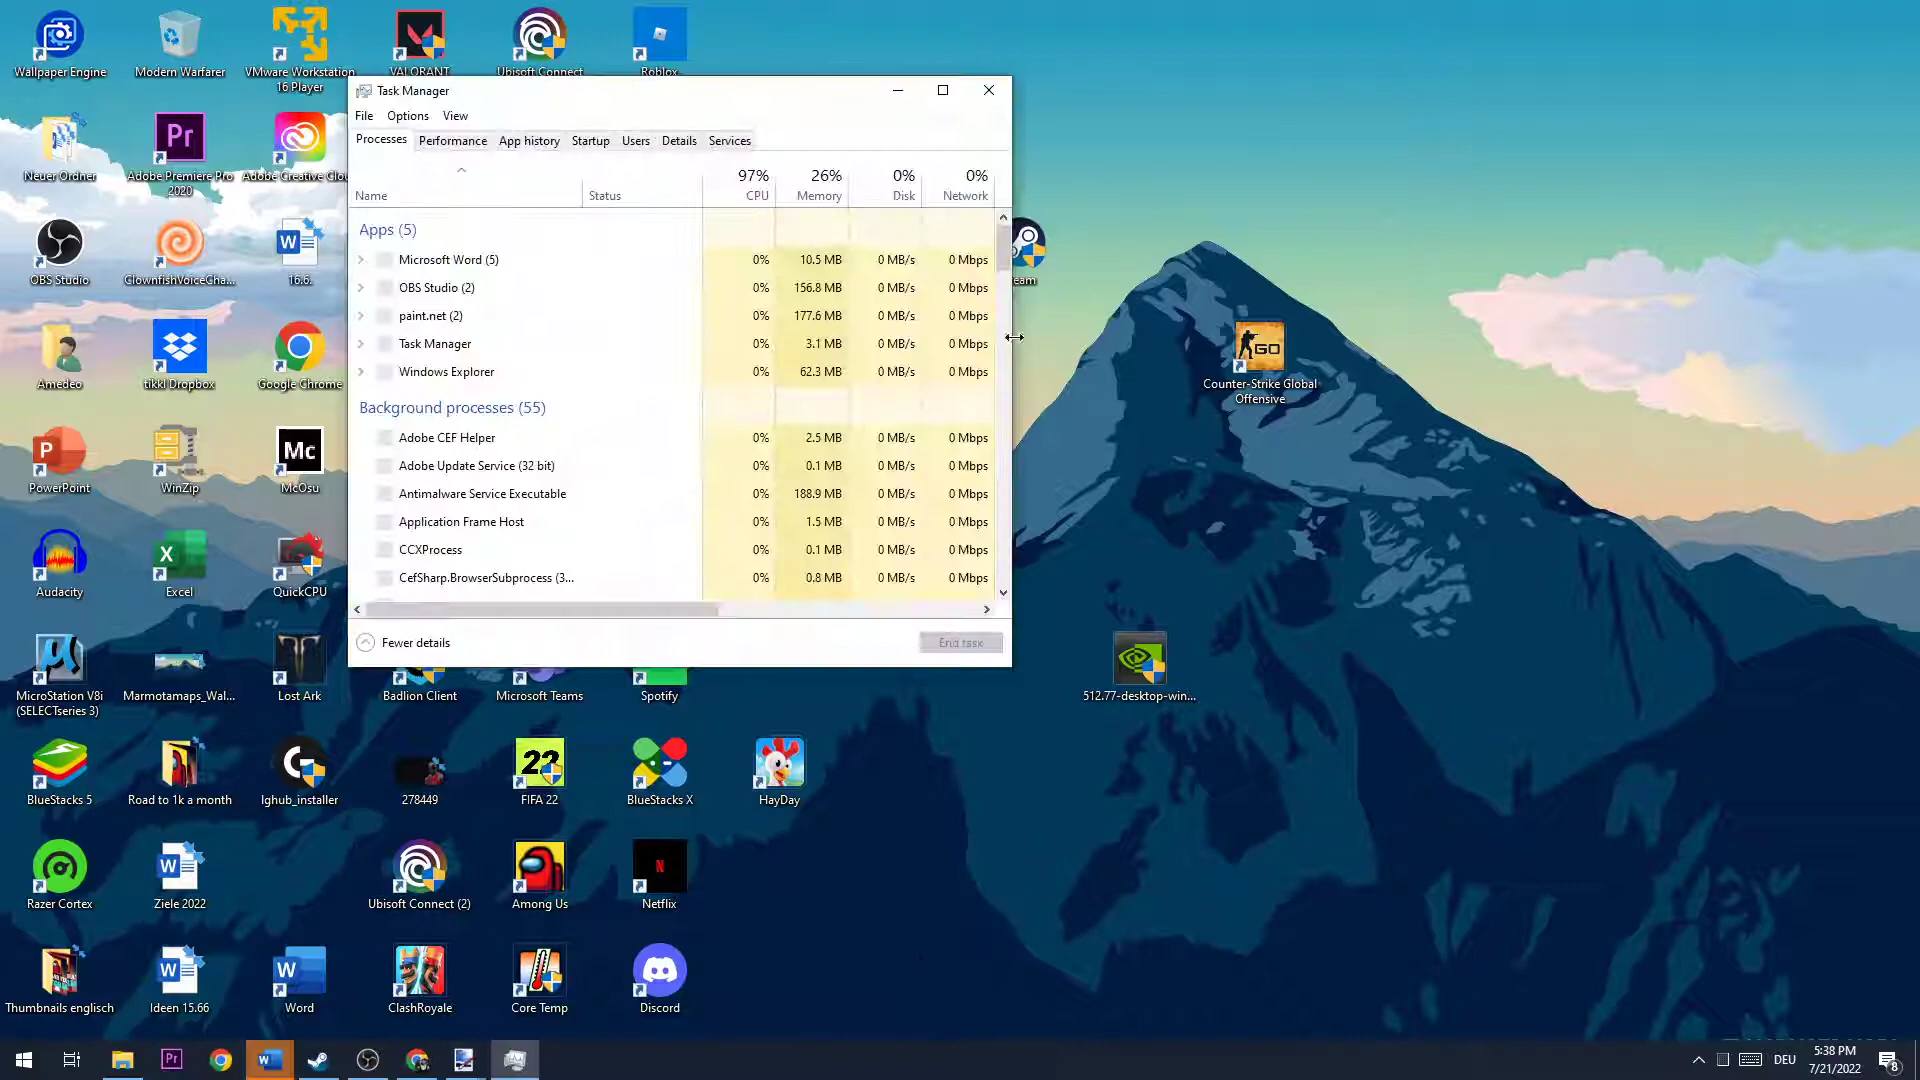 Wallpaper Engine
Modern Warfarer
VMware Workstation
16 Player
VALORANT
Ubisoft Connect
Roblox
Task Manager
File Options View
Processes Performance App history Startup Users Details Services
97% 26% 0% 0%
Name Status CPU Memory Disk Network
Apps (5)
Microsoft Word (5) 0% 10.5 MB 0 MB/s 0 Mbps
OBS Studio (2) 0% 156.8 MB 0 MB/s 0 Mbps
paint.net (2) 0% 177.6 MB 0 MB/s 0 Mbps
Task Manager 0% 3.1 MB 0 MB/s 0 Mbps
Windows Explorer 0% 62.3 MB 0 MB/s 0 Mbps
Background processes (55)
Adobe CEF Helper 0% 2.5 MB 0 MB/s 0 Mbps
Adobe Update Service (32 bit) 0% 0.1 MB 0 MB/s 0 Mbps
Antimalware Service Executable 0% 188.9 MB 0 MB/s 0 Mbps
Application Frame Host 0% 1.5 MB 0 MB/s 0 Mbps
CCXProcess 0% 0.1 MB 0 MB/s 0 Mbps
CefSharp.BrowserSubprocess (3... 0% 0.8 MB 0 MB/s 0 Mbps
Fewer details
End task
Neuer Ordner
Pr
Adobe Premiere Pro
2020
Adobe Creative Clou
OBS Studio
ClownfishVoiceCha...
W
16.6.
eam
Amedeo
tikkl Dropbox
Google Chrome
GO
Counter-Strike Global
Offensive
P
PowerPoint
WinZip
Mc
McOsu
Audacity
X
Excel
QuickCPU
MicroStation V8i
(SELECTseries 3)
Marmotamaps_Wal...
Lost Ark
Badlion Client
Microsoft Teams
Spotify
512.77-desktop-win...
BlueStacks 5
Road to 1k a month
G
lghub_installer
278449
22
FIFA 22
BlueStacks X
HayDay
Razer Cortex
W
Ziele 2022
Ubisoft Connect (2)
Among Us
N
Netflix
Thumbnails englisch
W
Ideen 15.66
W
Word
ClashRoyale
Core Temp
Discord
Pr
W
DEU
5:38 PM
7/21/2022
8